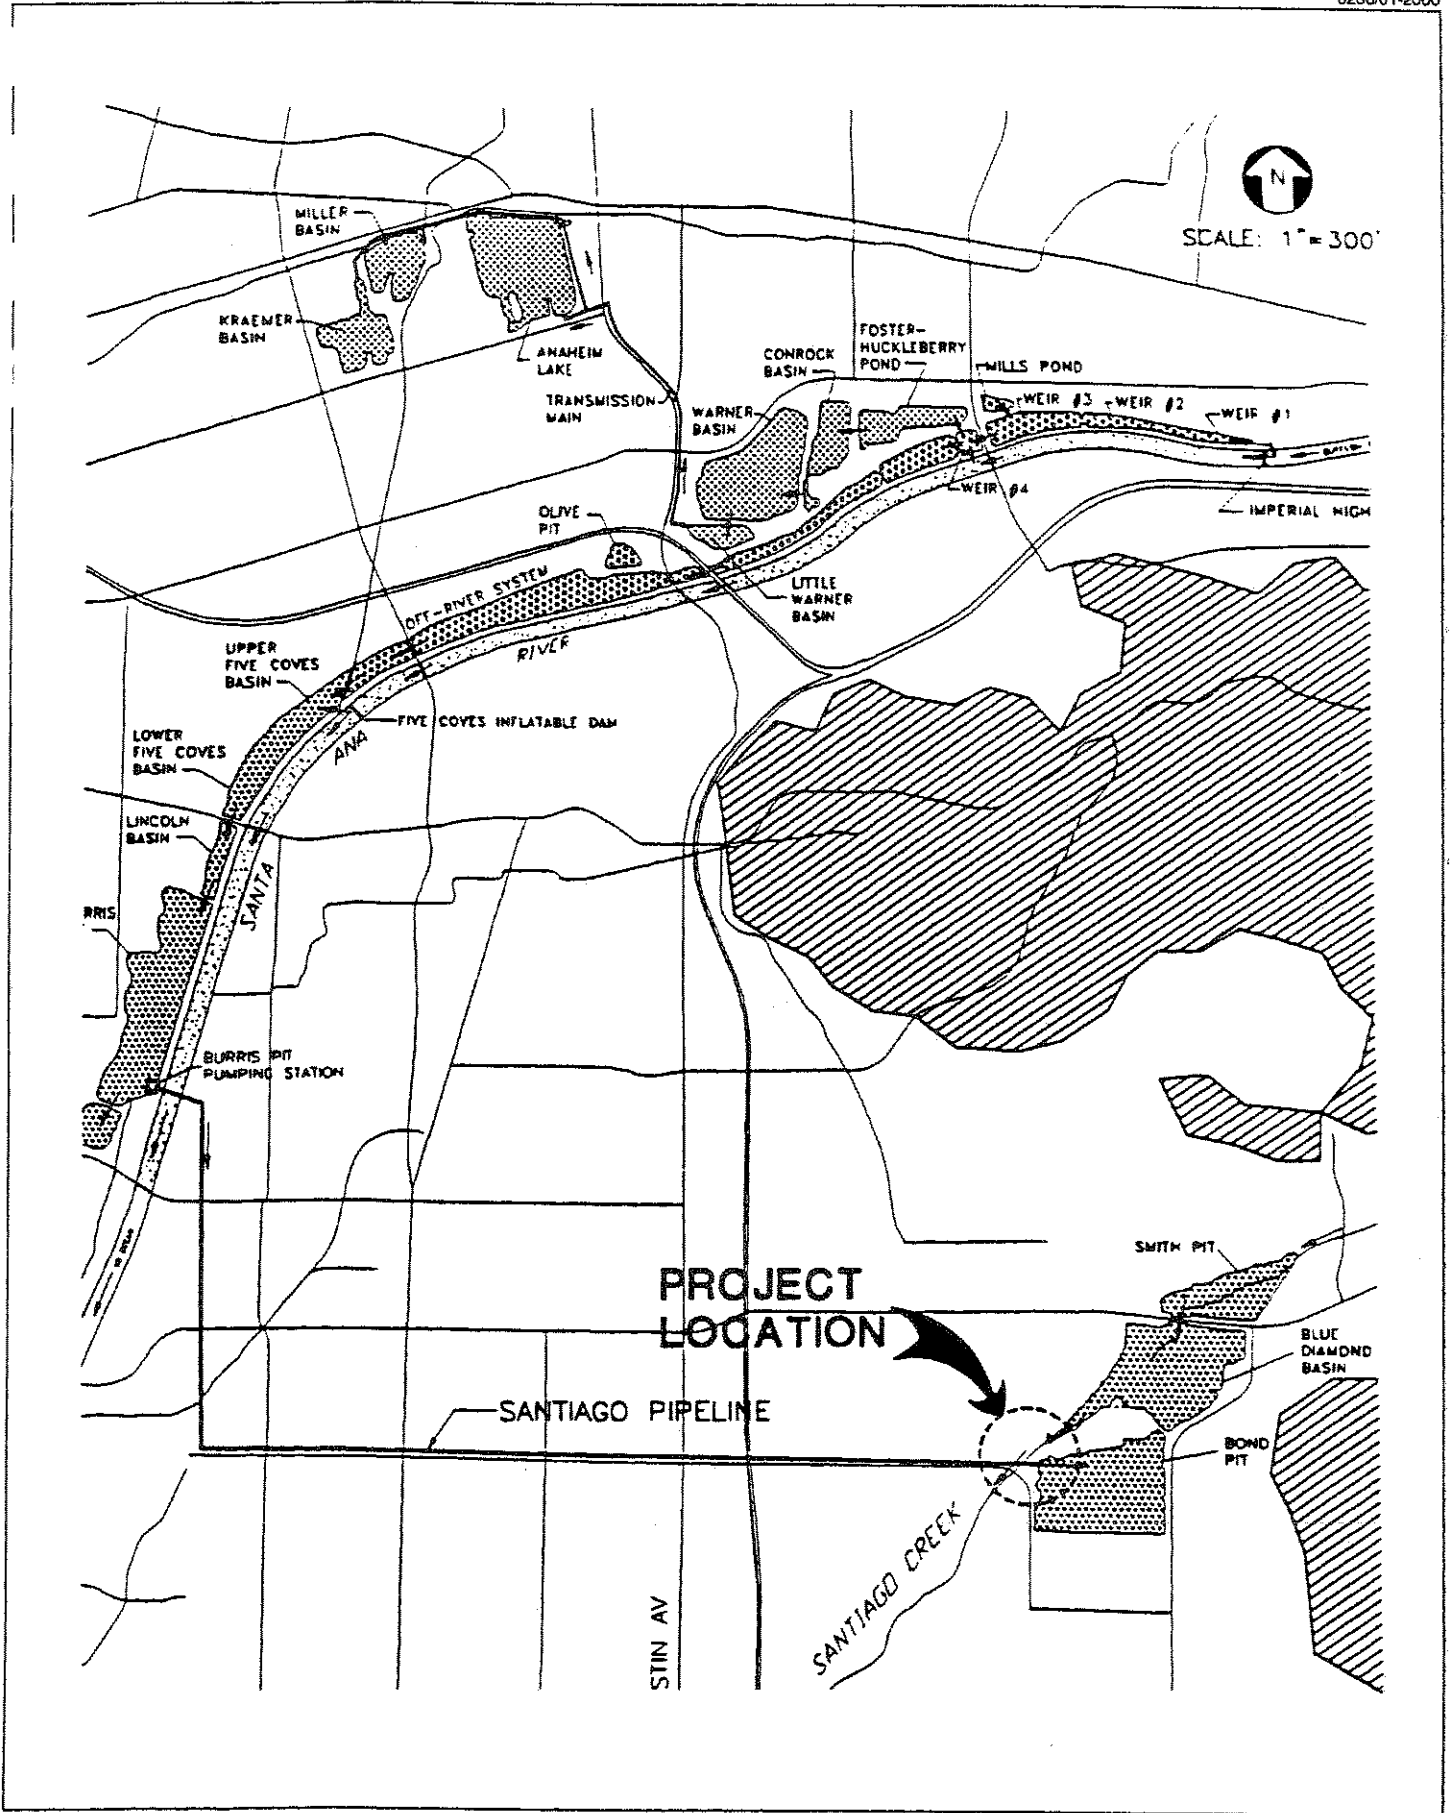 N
SCALE: 1"=300'
MILLER
BASIN
KRAEMER
BASIN
ANAHEIM
LAKE
TRANSMISSION
MAIN
WARNER
BASIN
CONROCK
BASIN
FOSTER-
HUCKLEBERRY
POND
MILLS POND
WEIR #3
WEIR #2
WEIR #1
WEIR #4
IMPERIAL HIGH
OLIVE
PIT
LITTLE
WARNER
BASIN
OFF-RIVER SYSTEM
UPPER
FIVE COVES
BASIN
SANTA
ANA
RIVER
FIVE COVES INFLATABLE DAM
LOWER
FIVE COVES
BASIN
LINCOLN
BASIN
RRIS
BURRIS PIT
PUMPING STATION
TO OCEAN
PROJECT
LOCATION
SMITH PIT
BLUE
DIAMOND
BASIN
BOND
PIT
SANTIAGO PIPELINE
SANTIAGO CREEK
STIN AV